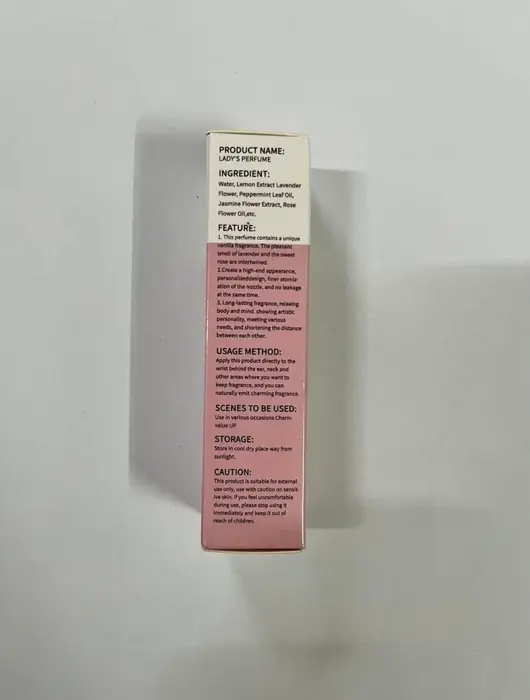 PRODUCT NAME:
LADY'S PERFUME
INGREDIENT:
Water, Lemon Extract Lavender
Flower, Peppermint Leaf Oil,
Jasmine Flower Extract, Rose
Flower Oil,etc.
FEATURE:
1. This perfume contains a unique
vanilla fragrance. The pleasant
smell of lavender and the sweet
rose are intertwined.
2.Create a high-end appearance,
personalizeddesign, finer atomiz-
ation of the nozzle, and no leakage
at the same time.
3. Long-lasting fragrance, relaxing
body and mind. showing artistic
personality, meeting various
needs, and shortening the distance
between each other.
USAGE METHOD:
Apply this product directly to the
wrist behind the ear, neck and
other areas where you want to
keep fragrance, and you can
naturally emit charming fragrance.
SCENES TO BE USED:
Use in various occasions Charm
value UP
STORAGE:
Store in cool dry place way from
sunlight.
CAUTION:
This product is suitable for external
use only, use with caution on sensit-
ive skin. If you feel uncomfortable
during use, please stop using it
immediately and keep it out of
reach of children.